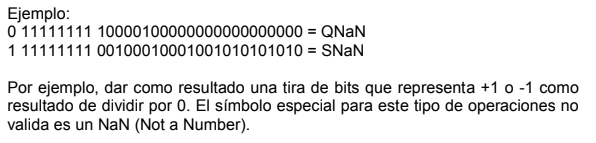 Ejemplo:
0 11111111 10000100000000000000000 = QNaN
1 11111111 00100010001001010101010 = SNaN
Por ejemplo, dar como resultado una tira de bits que representa +1 o -1 como
resultado de dividir por 0. El símbolo especial para este tipo de operaciones no
valida es un NaN (Not a Number).